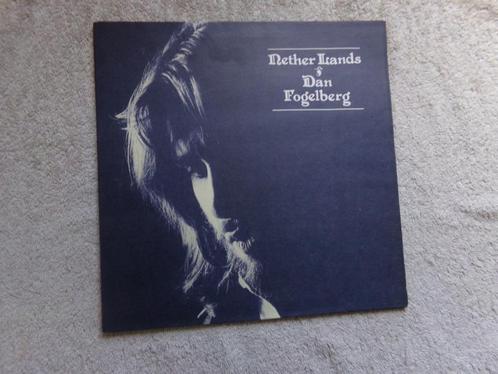 Nether Lands
Dan
Fogelberg